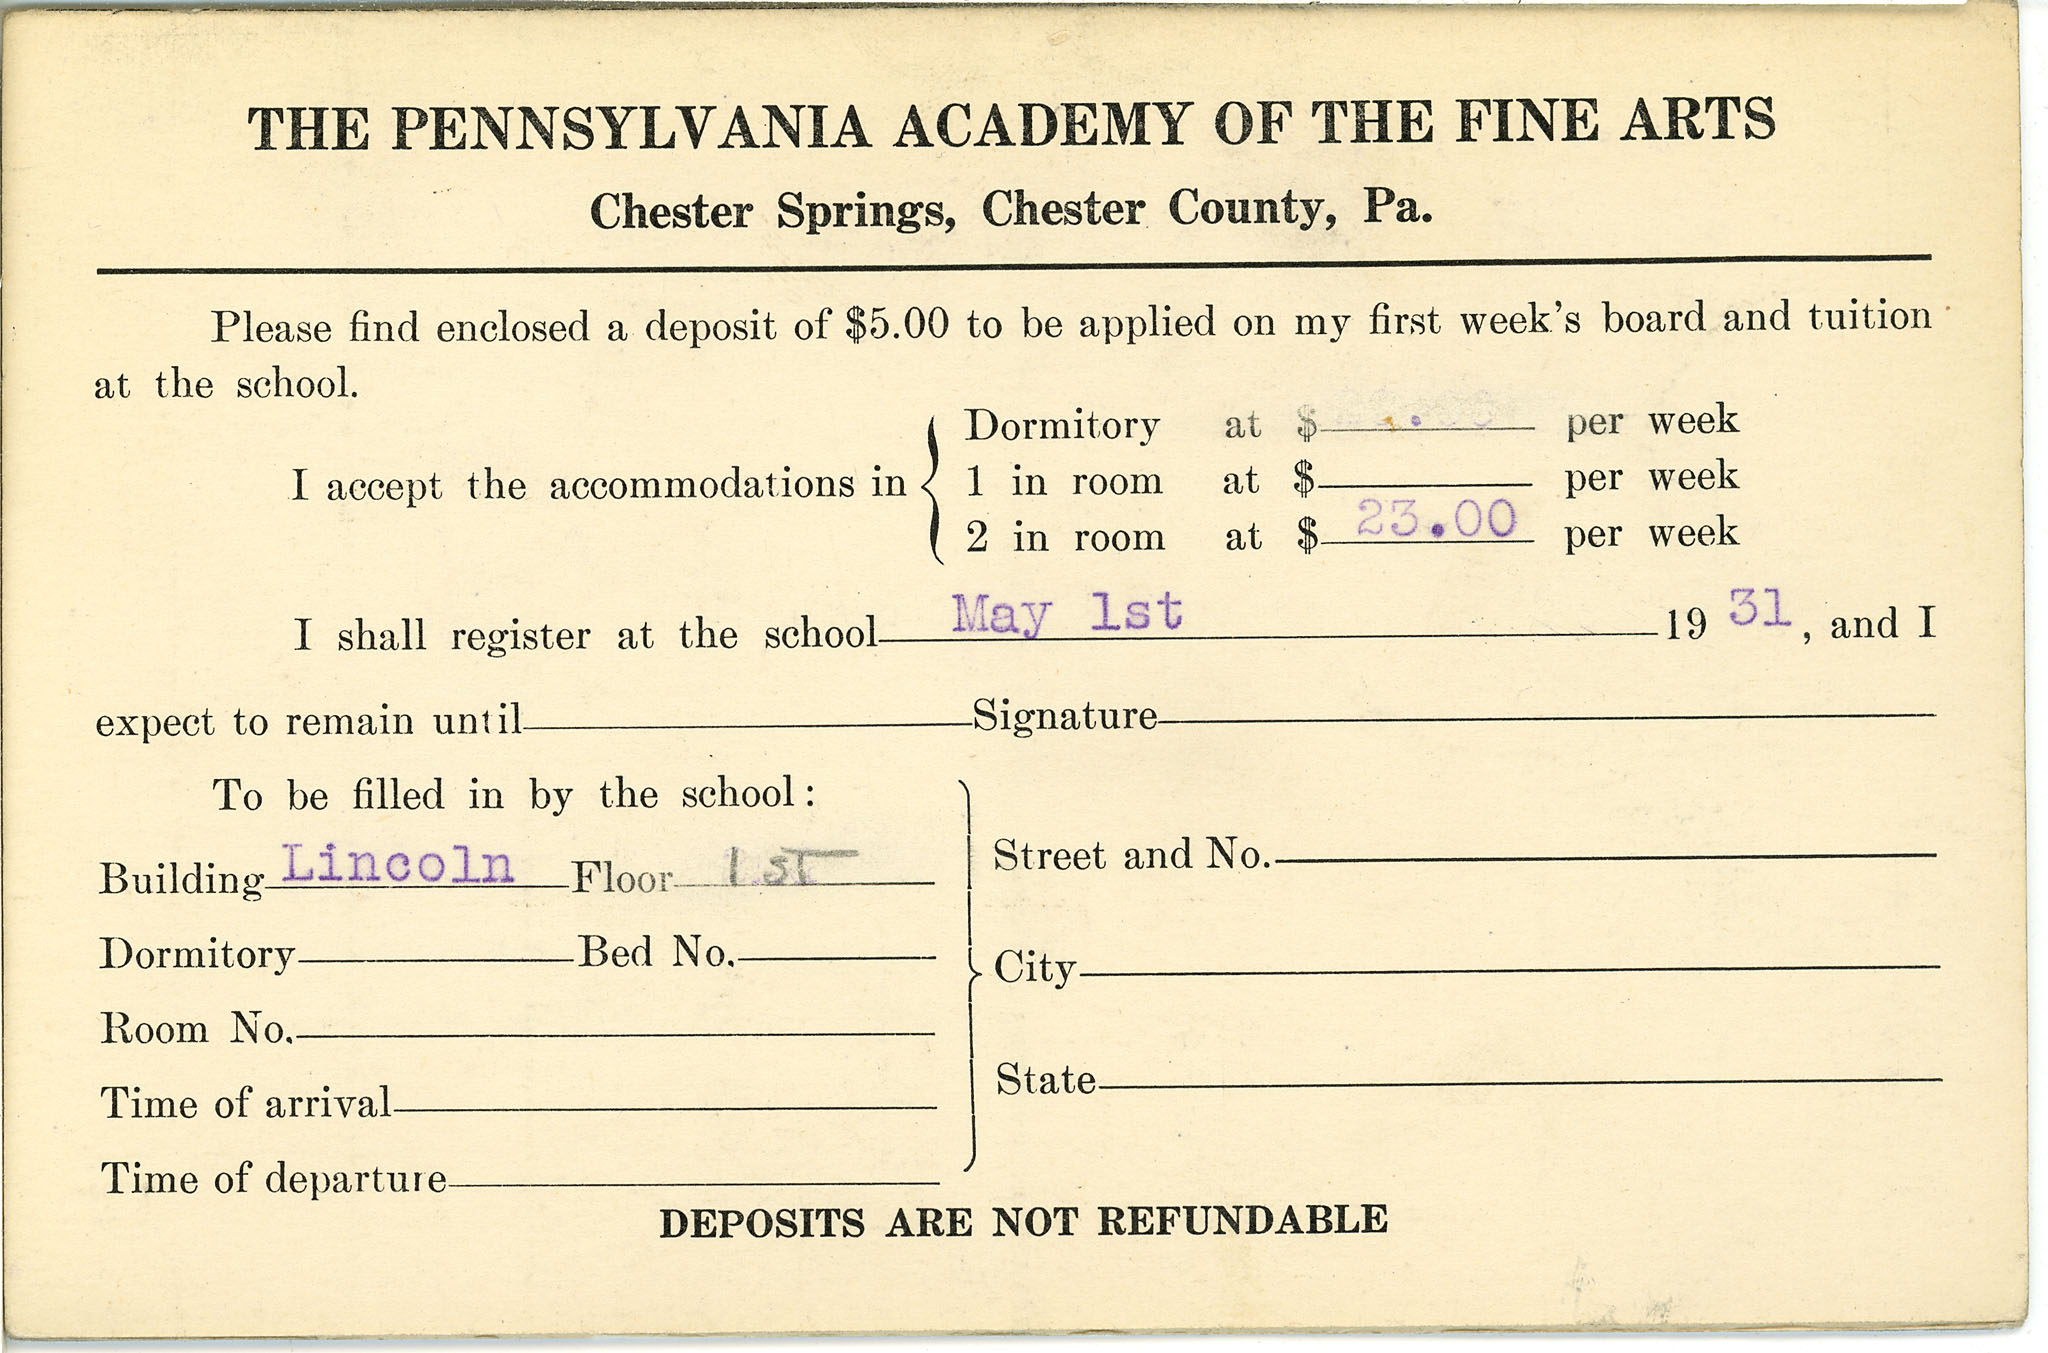 THE PENNSYLVANIA ACADEMY OF THE FINE ARTS
Chester Springs, Chester County, Pa.
Please find enclosed a deposit of $5.00 to be applied on my first week's board and tuition
at the school.
I accept the accommodations in
Dormitory at $ per week
1 in room at $ per week
2 in room at $ 23.00 per week
I shall register at the school May 1st 19 31, and I
expect to remain until Signature
To be filled in by the school:
Building Lincoln Floor 1st
Dormitory Bed No.
Room No.
Time of arrival
Time of departure
Street and No.
City
State
DEPOSITS ARE NOT REFUNDABLE